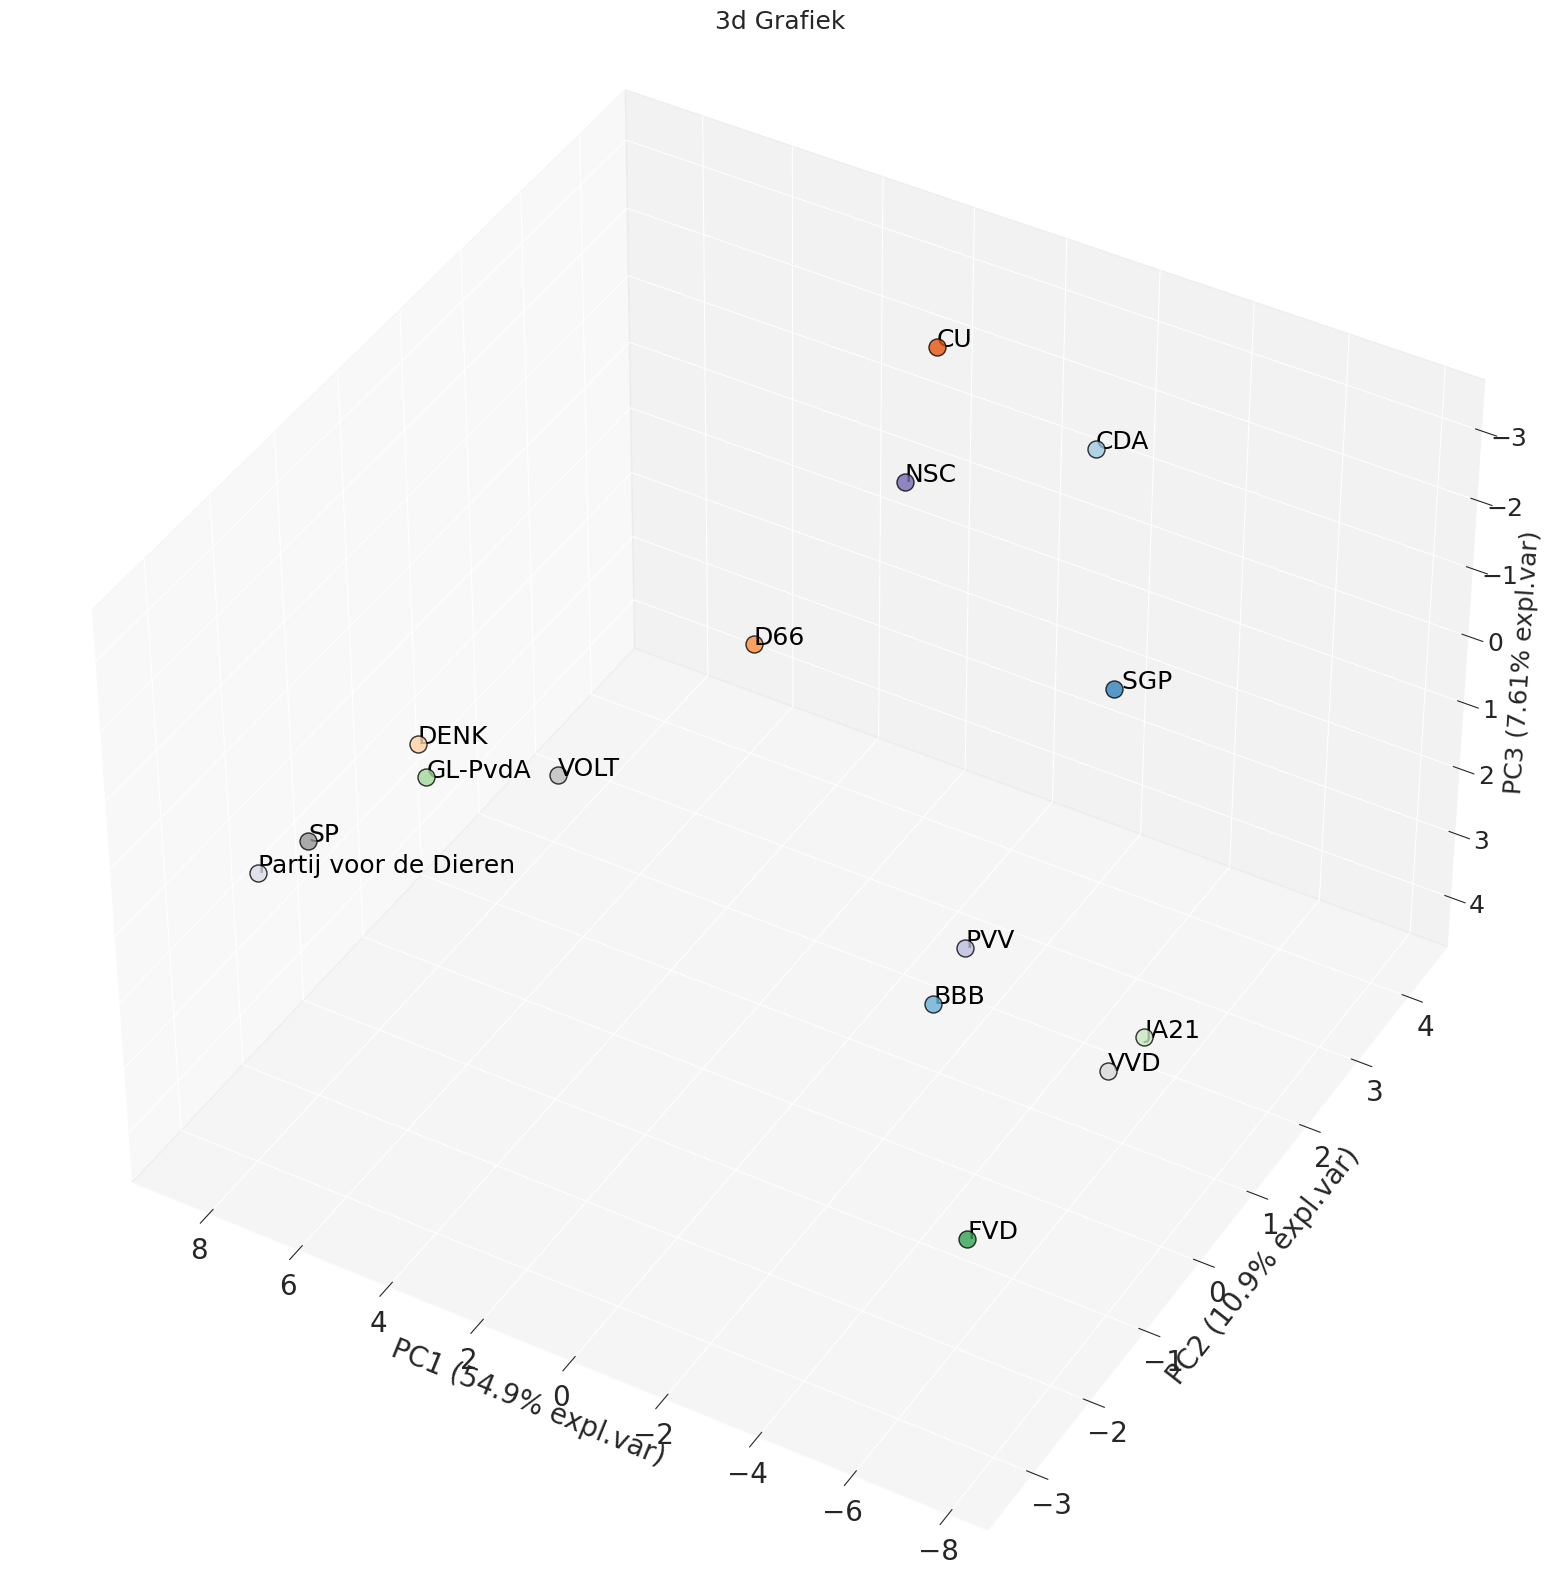 3d Grafiek
CU
CDA
NSC
D66
SGP
DENK
GL-PvdA
VOLT
SP
Partij voor de Dieren
PVV
BBB
JA21
VVD
FVD
−3
−2
−1
0
1
2
3
4
PC3 (7.61% expl.var)
4
3
2
1
0
−1
−2
−3
PC2 (10.9% expl.var)
8
6
4
2
0
−2
−4
−6
−8
PC1 (54.9% expl.var)